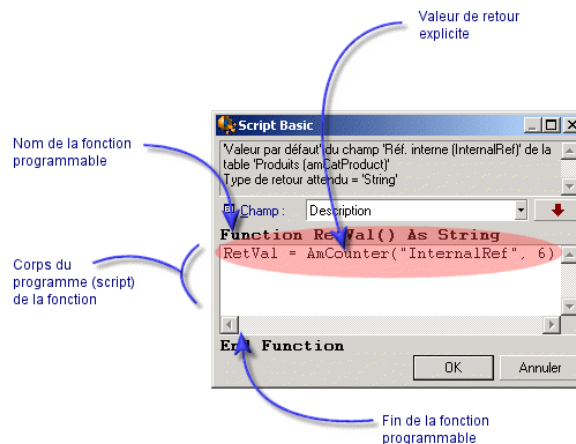 Valeur de retour
explicite
Script Basic
Nom de la fonction
programmable
'Valeur par défaut' du champ 'Réf. interne (InternalRef)' de la
table 'Produits (amCatProduct)'
Type de retour attendu = 'String'
Champ :
Description
Function RetVal() As String
RetVal = AmCounter("InternalRef", 6)
Corps du
programme (script)
de la fonction
End Function
OK
Annuler
Fin de la fonction
programmable